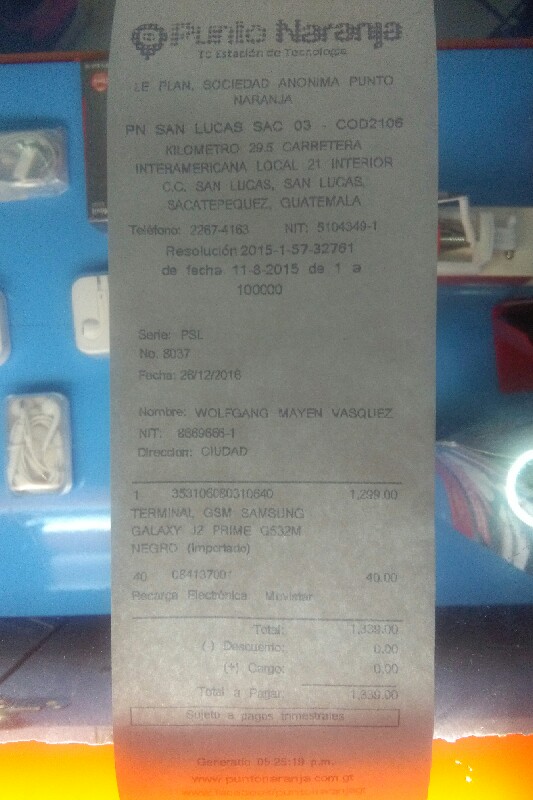 Punto Naranja
Tu Estación de Tecnología
LE PLAN, SOCIEDAD ANONIMA PUNTO
NARANJA
PN SAN LUCAS SAC 03 - COD2106
KILOMETRO 29.5 CARRETERA
INTERAMERICANA LOCAL 21 INTERIOR
C.C. SAN LUCAS, SAN LUCAS,
SACATEPEQUEZ, GUATEMALA
Teléfono: 2267-4163 NIT: 5104349-1
Resolución 2015-1-57-32761
de fecha 11-8-2015 de 1 a
100000
Serie: PSL
No. 8037
Fecha: 26/12/2016
Nombre: WOLFGANG MAYEN VASQUEZ
NIT: 8669666-1
Direccion: CIUDAD
1 353106080310640 1,299.00
TERMINAL GSM SAMSUNG
GALAXY J2 PRIME G532M
NEGRO (Importado)
40 40.00
Recarga Electrónica Movistar
Total: 1,339.00
(-) Descuento: 0.00
(+) Cargo: 0.00
Total a Pagar: 1,339.00
Sujeto a pagos trimestrales
Generado 05:25:19 p.m.
www.puntonaranja.com.gt